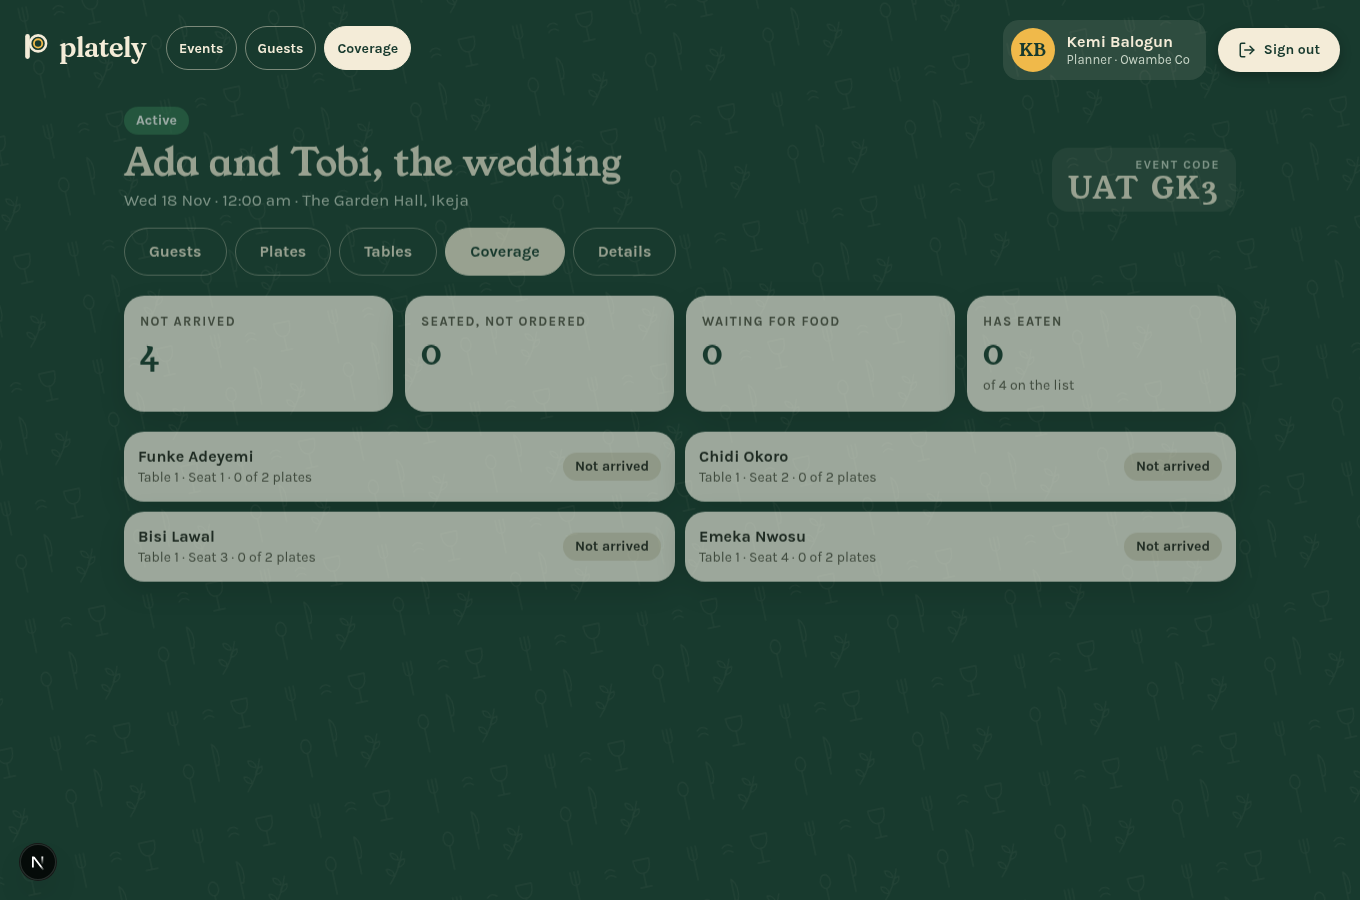 plately
Events
Guests
Coverage
KB
Kemi Balogun
Planner · Owambe Co
Sign out
Active
Ada and Tobi, the wedding
Wed 18 Nov · 12:00 am · The Garden Hall, Ikeja
EVENT CODE
UAT GK3
Guests
Plates
Tables
Coverage
Details
NOT ARRIVED
4
SEATED, NOT ORDERED
0
WAITING FOR FOOD
0
HAS EATEN
0
of 4 on the list
Funke Adeyemi
Table 1 · Seat 1 · 0 of 2 plates
Not arrived
Chidi Okoro
Table 1 · Seat 2 · 0 of 2 plates
Not arrived
Bisi Lawal
Table 1 · Seat 3 · 0 of 2 plates
Not arrived
Emeka Nwosu
Table 1 · Seat 4 · 0 of 2 plates
Not arrived
N